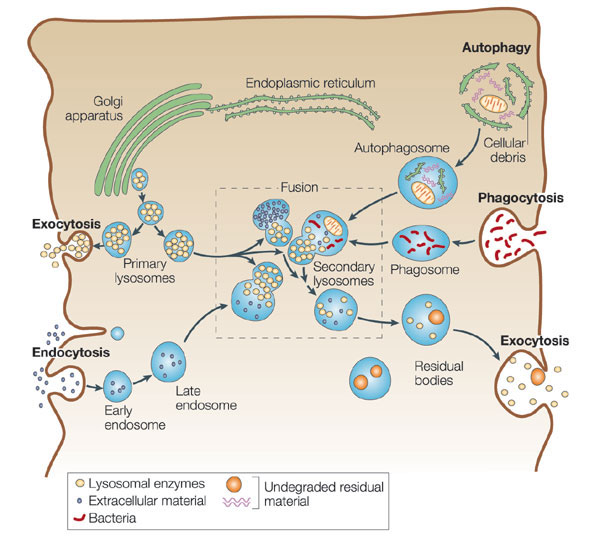 Autophagy
Endoplasmic reticulum
Golgi
apparatus
Cellular
debris
Autophagosome
Fusion
Phagocytosis
Exocytosis
Primary
lysosomes
Secondary
lysosomes
Phagosome
Endocytosis
Exocytosis
Residual
bodies
Late
endosome
Early
endosome
Lysosomal enzymes
Extracellular material
Bacteria
Undegraded residual
material